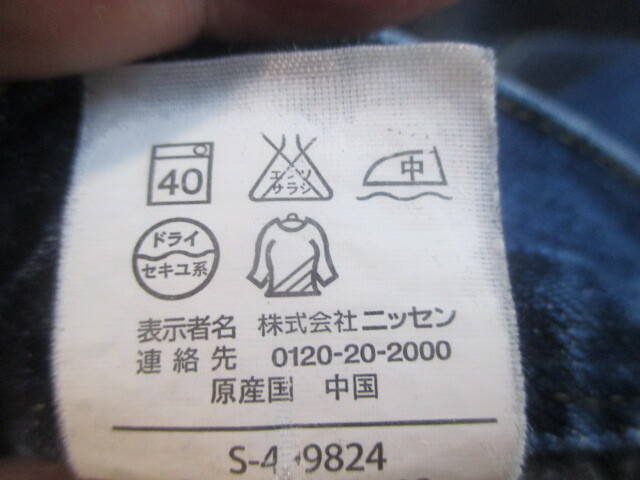 40
エンソ
サラシ
中
ドライ
セキユ系
表示者名 株式会社ニッセン
連絡先 0120-20-2000
原産国 中国